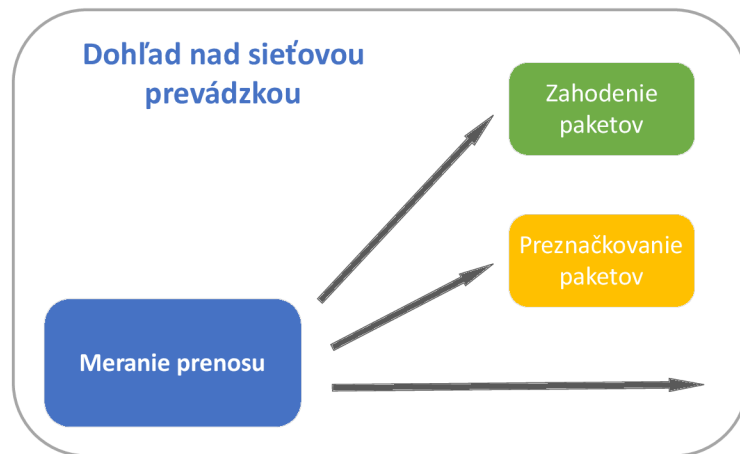 Dohľad nad sieťovou
prevádzkou
Zahodenie
paketov
Preznačkovanie
paketov
Meranie prenosu